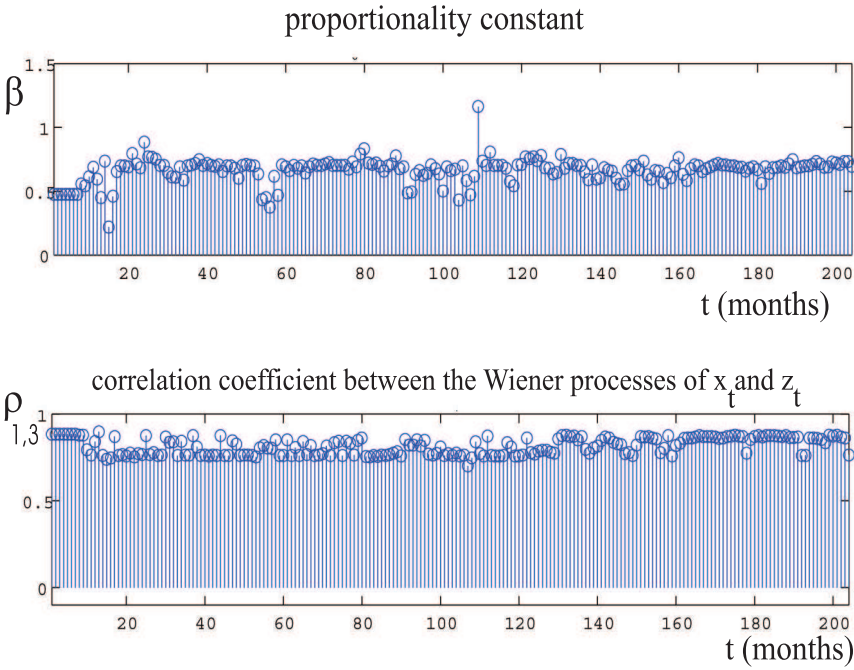 proportionality constant
1.5
β
1
0.5
0
20 40 60 80 100 120 140 160 180 200
t (months)
correlation coefficient between the Wiener processes of xt and zt
ρ
1
1,3
0.5
0
20 40 60 80 100 120 140 160 180 200
t (months)